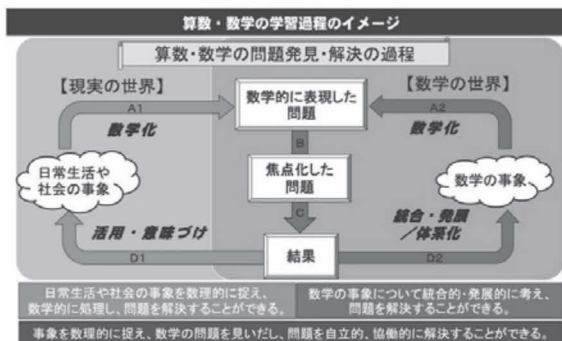 算数・数学の学習過程のイメージ
算数・数学の問題発見・解決の過程
【現実の世界】
【数学の世界】
A1
数学化
数学的に表現した
問題
A2
数学化
B
日常生活や
社会の事象
焦点化した
問題
数学の事象
C
活用・意味づけ
統合・発展
/体系化
D1
結果
D2
日常生活や社会の事象を数理的に捉え、
数学的に処理し、問題を解決することができる。
数学の事象について統合的・発展的に考え、
問題を解決することができる。
事象を数理的に捉え、数学の問題を見いだし、問題を自立的、協働的に解決することができる。